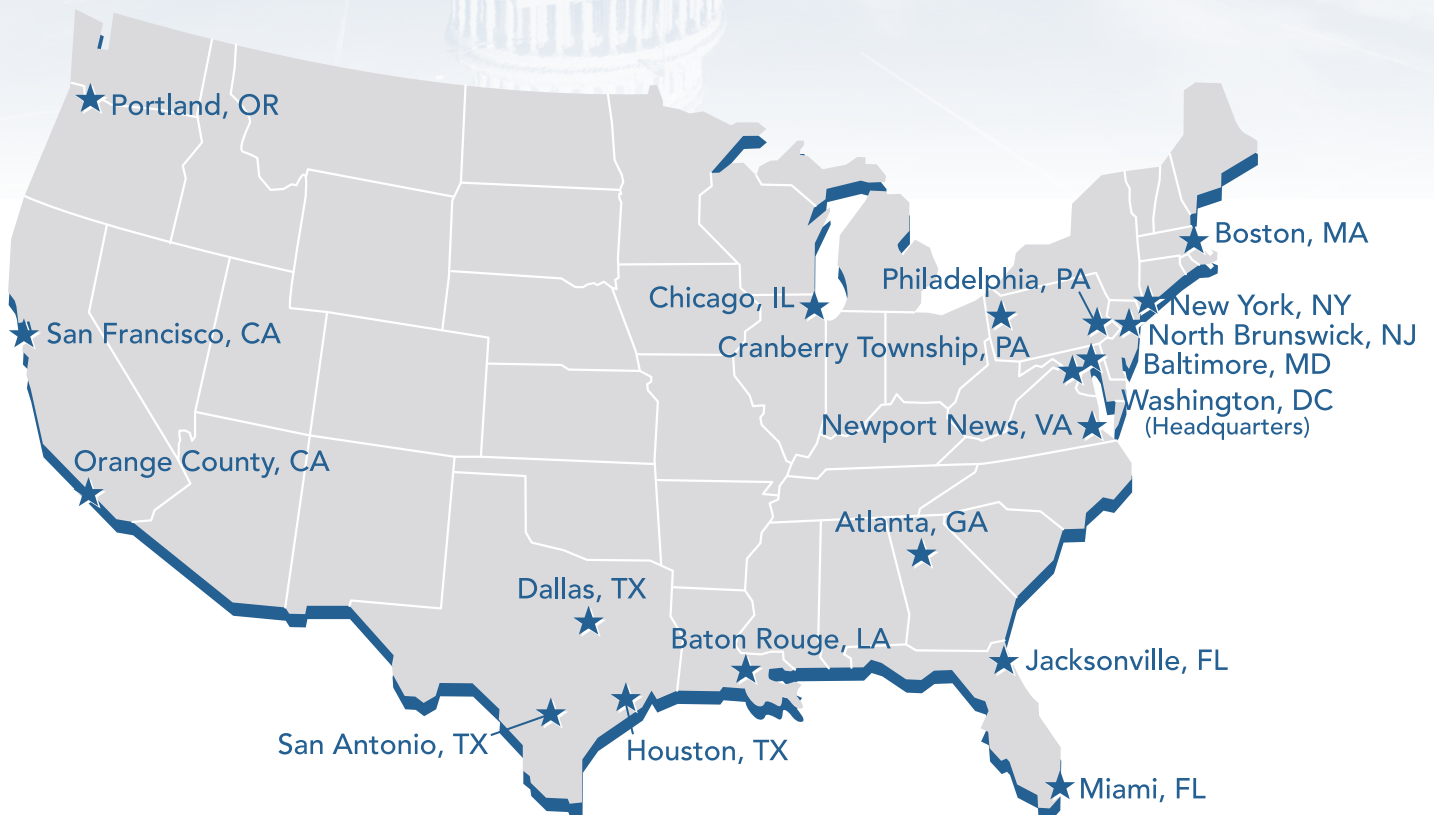 Portland, OR
Boston, MA
Philadelphia, PA
Chicago, IL
New York, NY
San Francisco, CA
North Brunswick, NJ
Cranberry Township, PA
Baltimore, MD
Washington, DC
(Headquarters)
Newport News, VA
Orange County, CA
Atlanta, GA
Dallas, TX
Baton Rouge, LA
Jacksonville, FL
San Antonio, TX
Houston, TX
Miami, FL